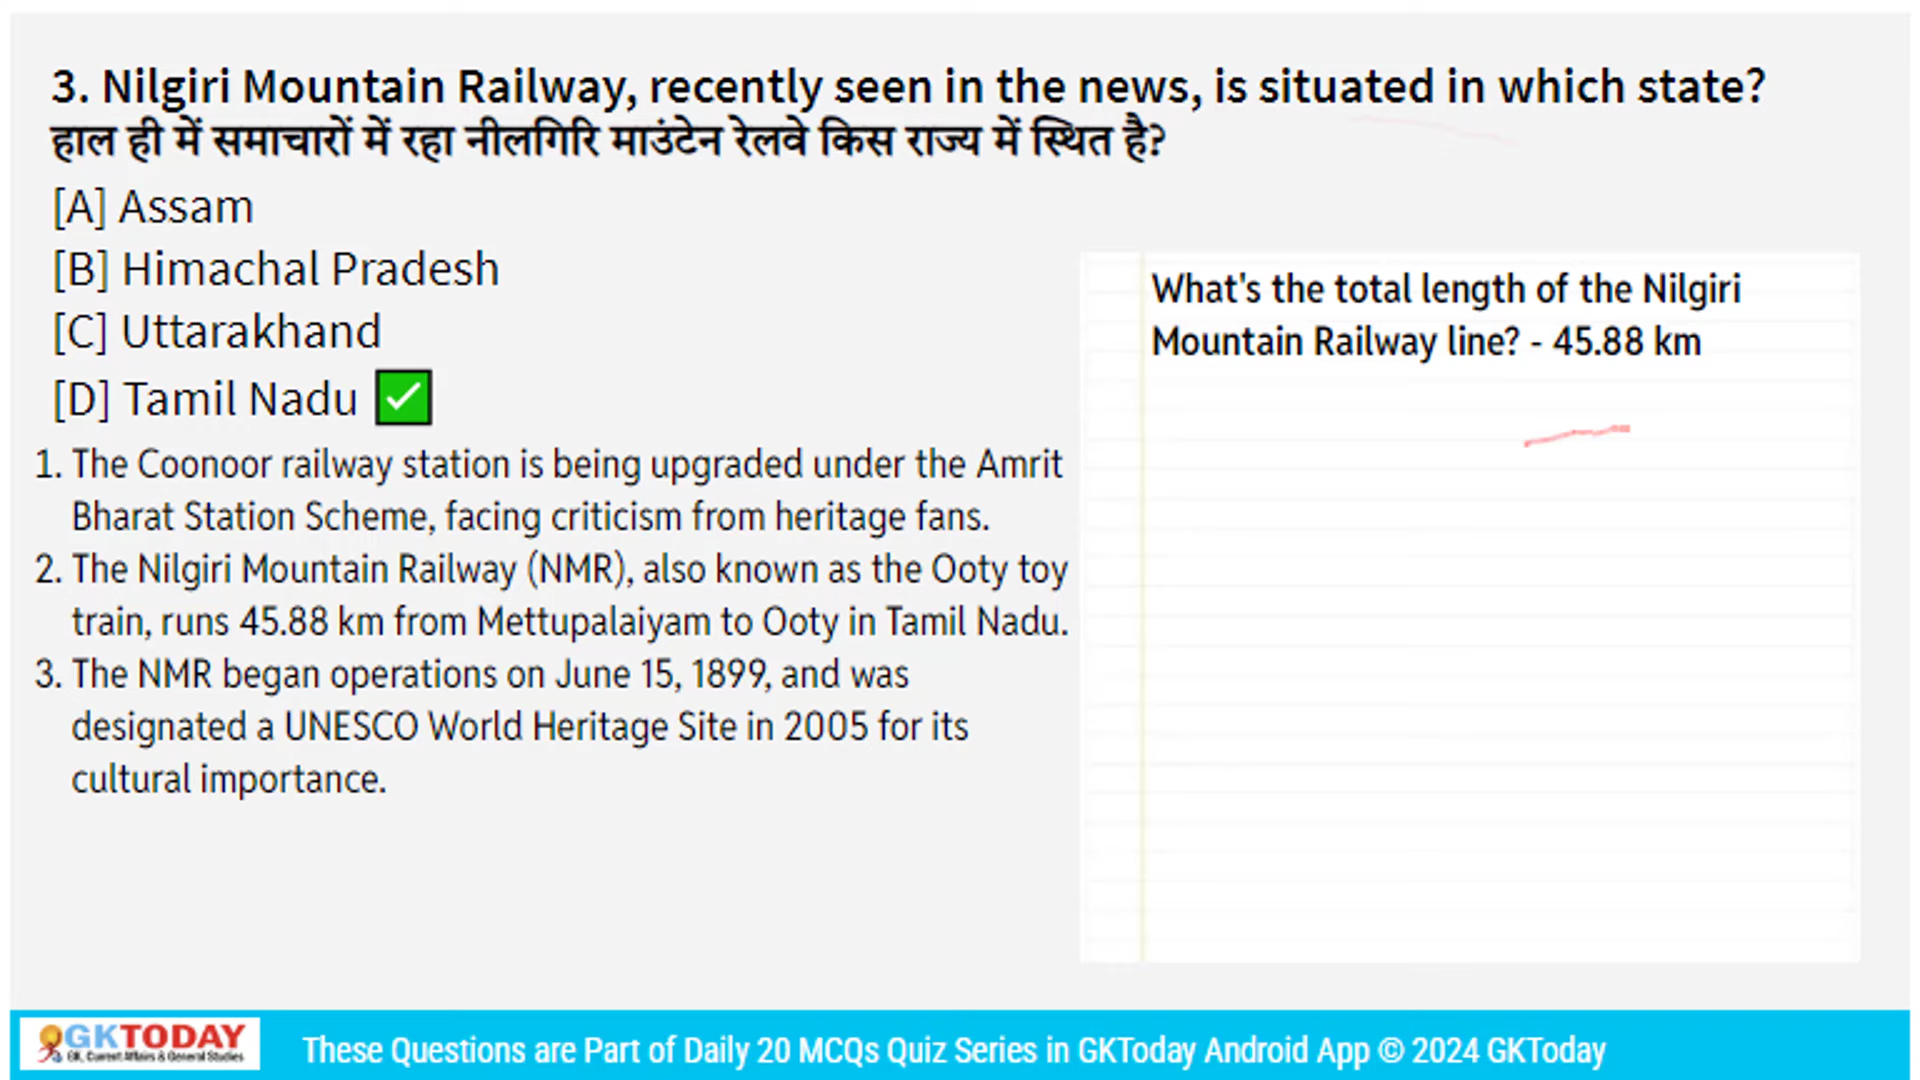 3. Nilgiri Mountain Railway, recently seen in the news, is situated in which state?
हाल ही में समाचारों में रहा नीलगिरि माउंटेन रेलवे किस राज्य में स्थित है?
[A] Assam
[B] Himachal Pradesh
[C] Uttarakhand
[D] Tamil Nadu
1. The Coonoor railway station is being upgraded under the Amrit
Bharat Station Scheme, facing criticism from heritage fans.
2. The Nilgiri Mountain Railway (NMR), also known as the Ooty toy
train, runs 45.88 km from Mettupalaiyam to Ooty in Tamil Nadu.
3. The NMR began operations on June 15, 1899, and was
designated a UNESCO World Heritage Site in 2005 for its
cultural importance.
What's the total length of the Nilgiri
Mountain Railway line? - 45.88 km
GKTODAY
GK, Current Affairs & General Studies
These Questions are Part of Daily 20 MCQs Quiz Series in GKToday Android App © 2024 GKToday